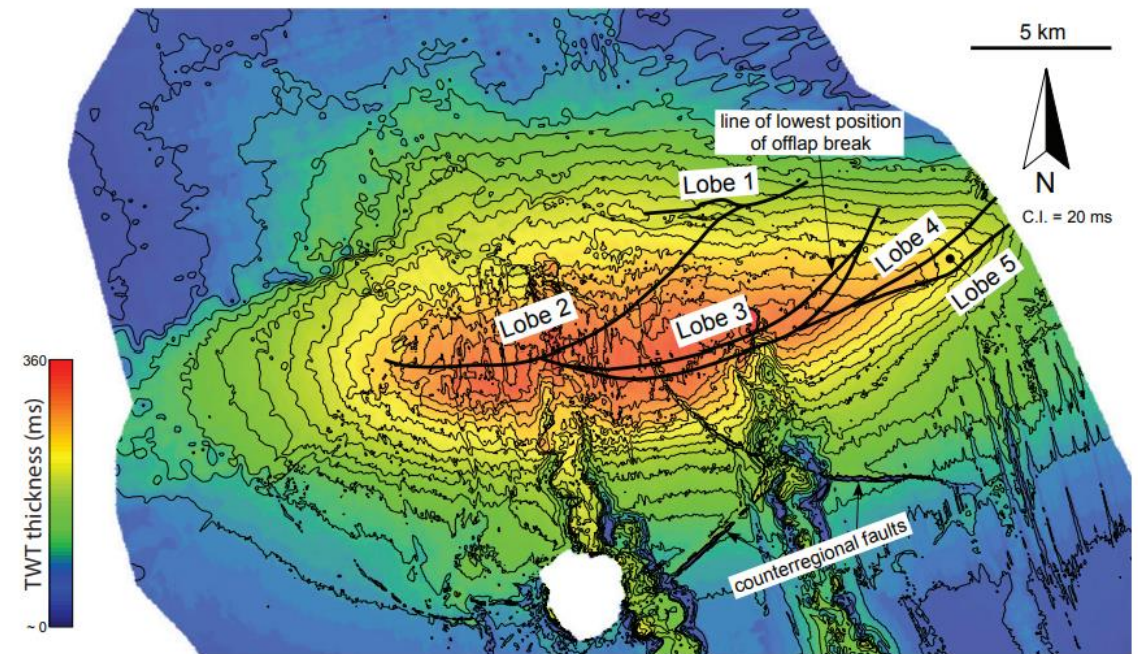 5 km
line of lowest position
of offlap break
Lobe 1
N
C.I. = 20 ms
Lobe 4
Lobe 5
Lobe 2
Lobe 3
360
TWT thickness (ms)
~ 0
counterregional faults